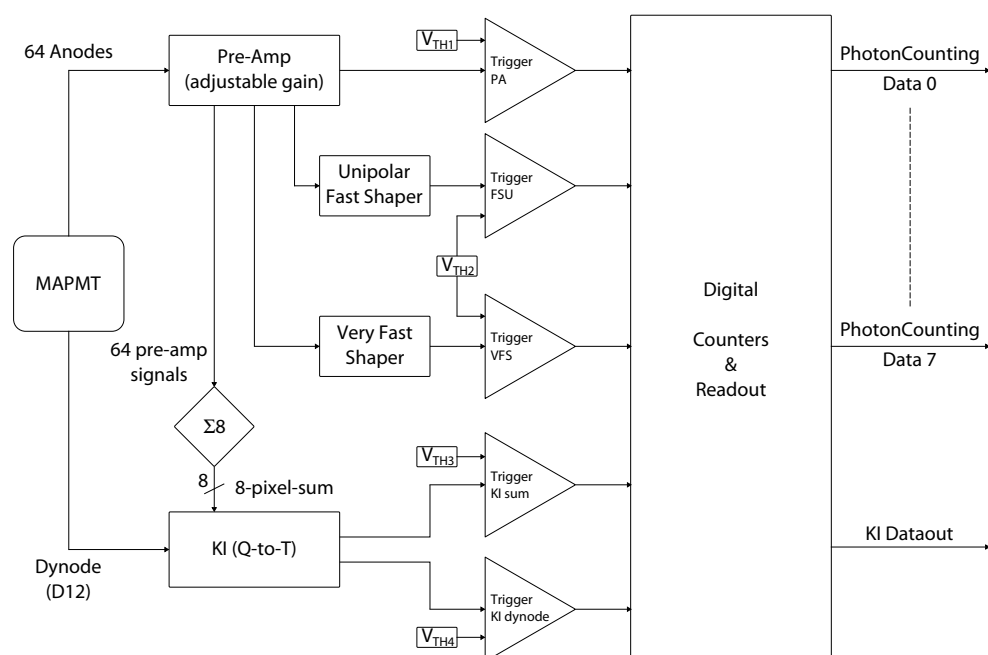 64 Anodes
Pre-Amp
(adjustable gain)
V_TH1
Trigger
PA
PhotonCounting
Data 0
Unipolar
Fast Shaper
Trigger
FSU
MAPMT
V_TH2
Digital
Counters
&
Readout
64 pre-amp
signals
Very Fast
Shaper
Trigger
VFS
PhotonCounting
Data 7
Σ8
8
8-pixel-sum
V_TH3
Trigger
KI sum
KI (Q-to-T)
KI Dataout
Dynode
(D12)
Trigger
KI dynode
V_TH4